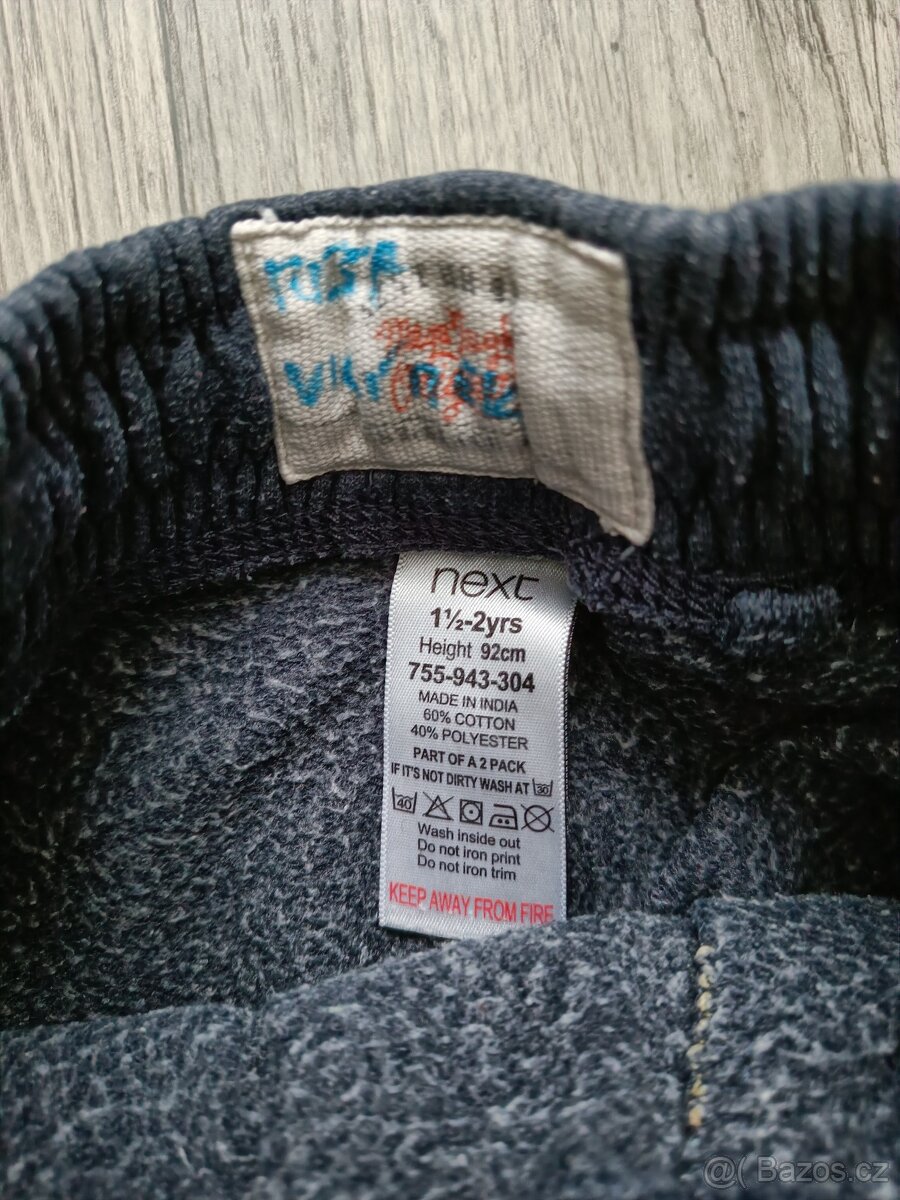 next
1½-2yrs
Height 92cm
755-943-304
MADE IN INDIA
60% COTTON
40% POLYESTER
PART OF A 2 PACK
IF IT'S NOT DIRTY WASH AT 30
40
Wash inside out
Do not iron print
Do not iron trim
KEEP AWAY FROM FIRE
@( Bazos.cz